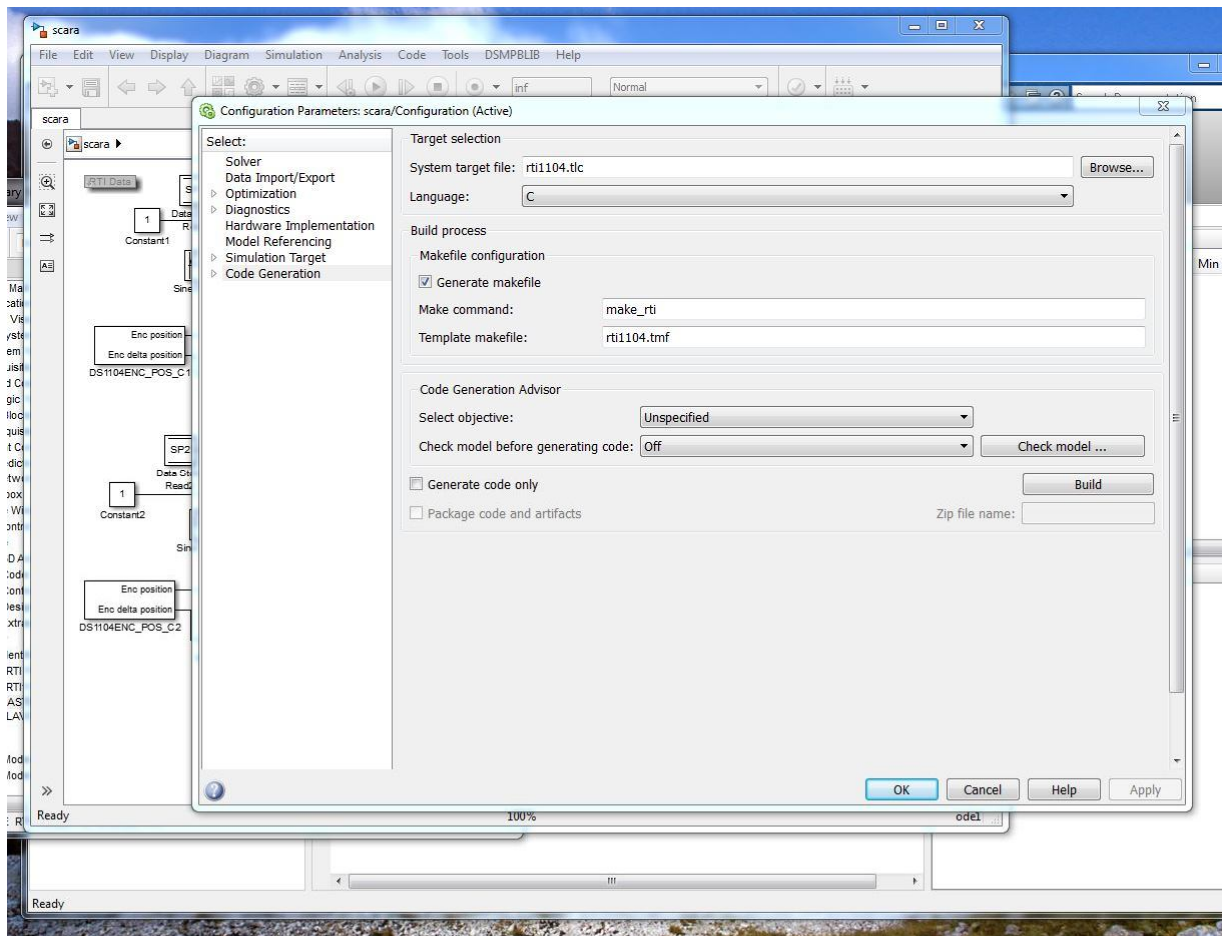 scara
File Edit View Display Diagram Simulation Analysis Code Tools DSMPBLIB Help
inf
Normal
scara
scara
Configuration Parameters: scara/Configuration (Active)
Select:
Solver
Data Import/Export
Optimization
Diagnostics
Hardware Implementation
Model Referencing
Simulation Target
Code Generation
Target selection
System target file: rti1104.tlc
Browse...
Language: C
Build process
Makefile configuration
Generate makefile
Make command: make_rti
Template makefile: rti1104.tmf
Code Generation Advisor
Select objective: Unspecified
Check model before generating code: Off
Check model ...
Generate code only
Build
Package code and artifacts
Zip file name:
OK
Cancel
Help
Apply
RTI Data
1
Constant1
Enc position
Enc delta position
DS1104ENC_POS_C1
SP2
1
Constant2
Enc position
Enc delta position
DS1104ENC_POS_C2
Min
Ready
100%
ode1
Ready